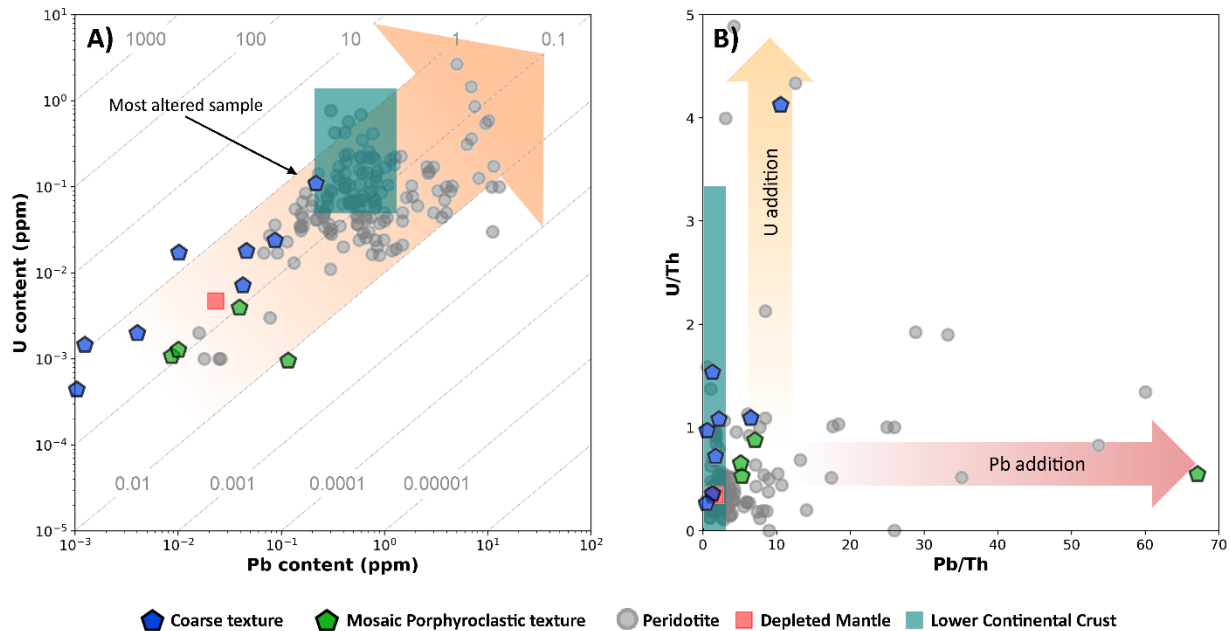 A)
1000 100 10 1 0.1
Most altered sample
0.01 0.001 0.0001 0.00001
U content (ppm)
10^1
10^0
10^-1
10^-2
10^-3
10^-4
10^-5
10^-3 10^-2 10^-1 10^0 10^1 10^2
Pb content (ppm)
B)
U addition
Pb addition
U/Th
5
4
3
2
1
0
0 10 20 30 40 50 60 70
Pb/Th
Coarse texture Mosaic Porphyroclastic texture Peridotite Depleted Mantle Lower Continental Crust